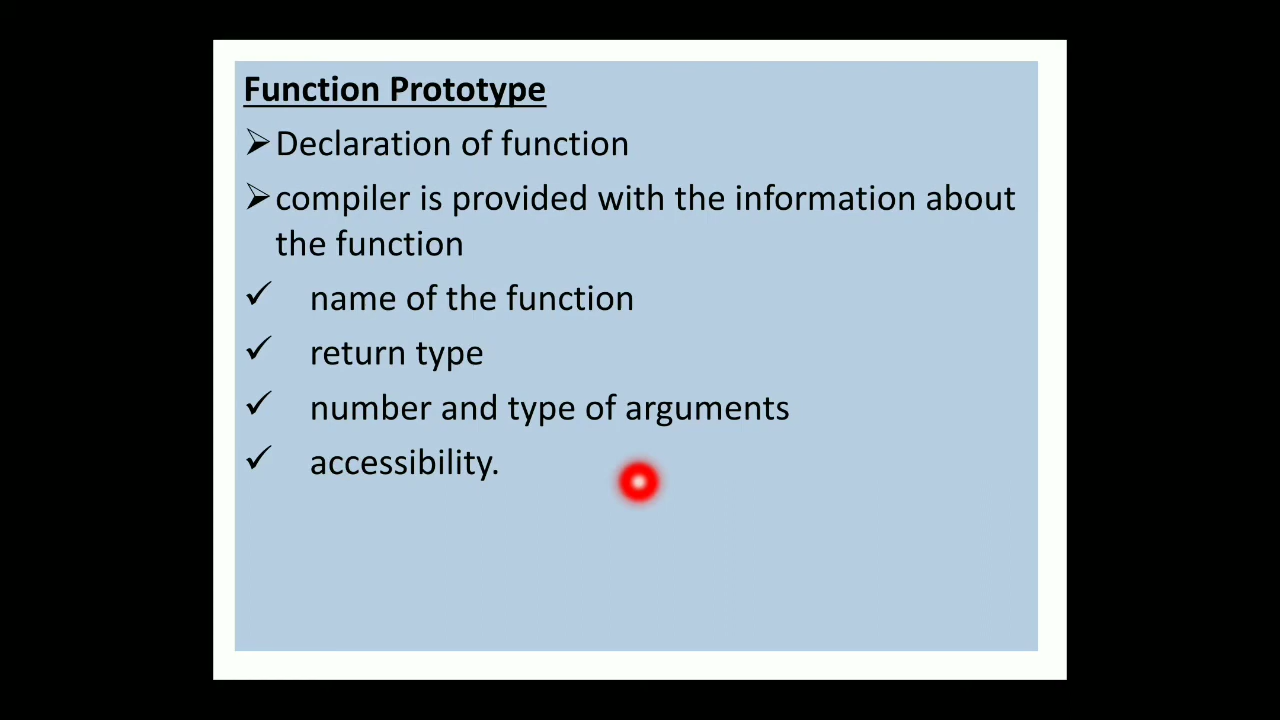 Function Prototype
➢Declaration of function
➢compiler is provided with the information about
the function
✓ name of the function
✓ return type
✓ number and type of arguments
✓ accessibility.